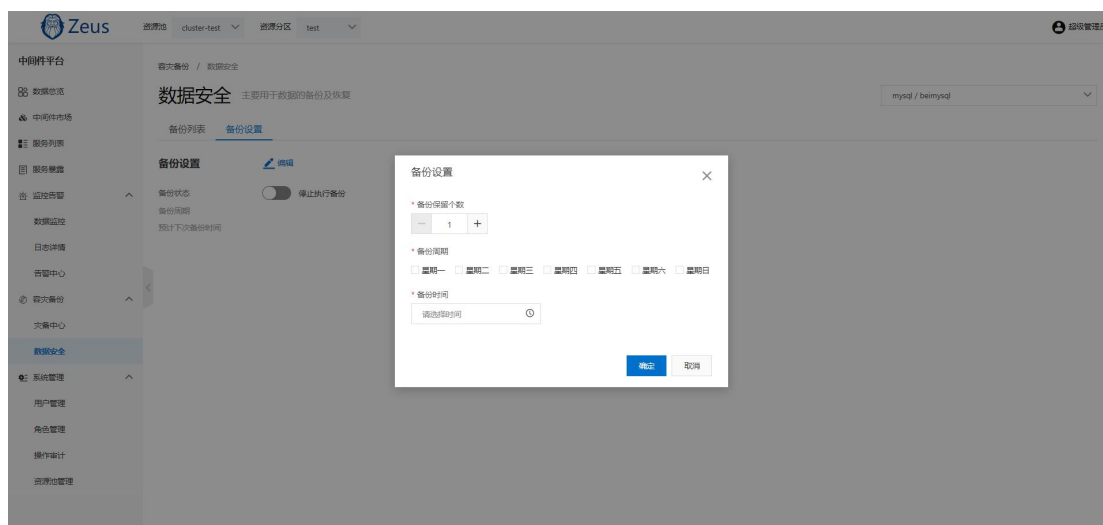 Zeus
资源池 cluster-test 资源分区 test
超级管理员
中间件平台
数据总览
中间件市场
服务列表
服务暴露
监控告警
数据监控
日志详情
告警中心
容灾备份
灾备中心
数据安全
系统管理
用户管理
角色管理
操作审计
资源池管理
容灾备份 / 数据安全
数据安全 主要用于数据的备份及恢复
mysql / beimysql
备份列表 备份设置
备份设置 编辑
备份状态 停止执行备份
备份周期
预计下次备份时间
备份设置
* 备份保留个数
1
* 备份周期
星期一 星期二 星期三 星期四 星期五 星期六 星期日
* 备份时间
请选择时间
确定 取消